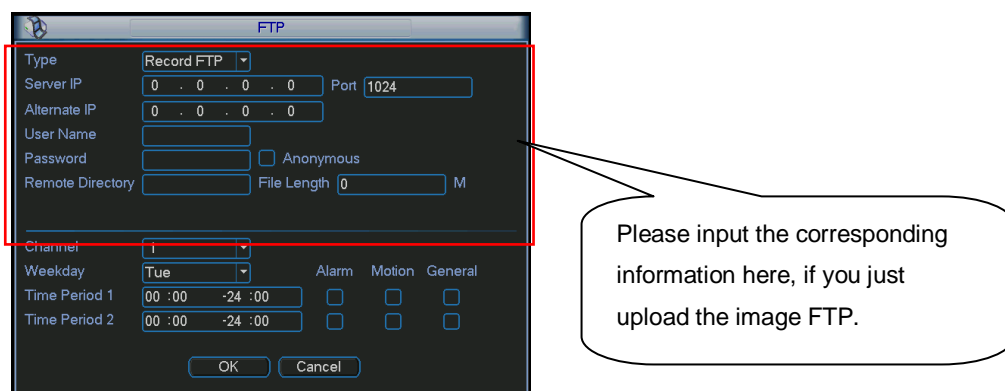 FTP
Type Record FTP
Server IP 0 . 0 . 0 . 0 Port 1024
Alternate IP 0 . 0 . 0 . 0
User Name
Password Anonymous
Remote Directory File Length 0 M
Channel 1
Weekday Tue Alarm Motion General
Time Period 1 00 :00 -24 :00
Time Period 2 00 :00 -24 :00
OK Cancel
Please input the corresponding
information here, if you just
upload the image FTP.